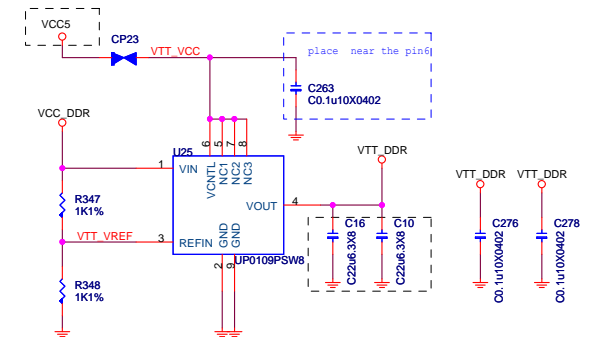 VCC5
CP23
VTT_VCC
place near the pin6
C263
C0.1u10X0402
VCC_DDR
U25
6
5
7
8
1
VIN
VCNTL
NC1
NC2
NC3
VOUT
4
VTT_DDR
VTT_DDR
VTT_DDR
R347
1K1%
VTT_VREF
3
REFIN
GND
GND
2
9
UP0109PSW8
C16
C22u6.3X8
C10
C22u6.3X8
C276
C0.1u10X0402
C278
C0.1u10X0402
R348
1K1%